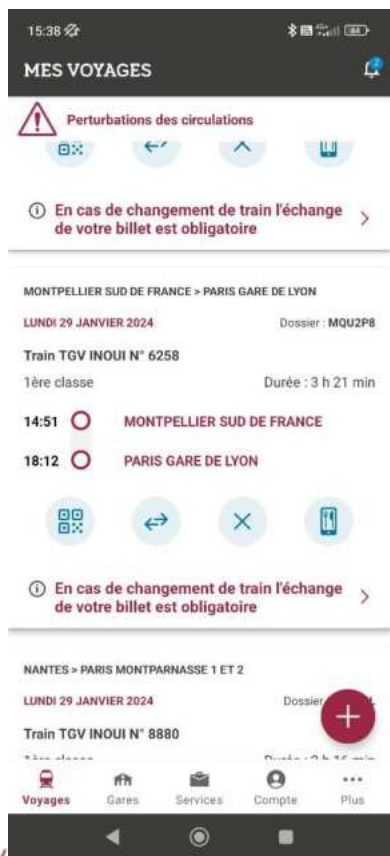 15:38
84
MES VOYAGES
Perturbations des circulations
En cas de changement de train l'échange
de votre billet est obligatoire
MONTPELLIER SUD DE FRANCE > PARIS GARE DE LYON
LUNDI 29 JANVIER 2024 Dossier : MQU2P8
Train TGV INOUI N° 6258
1ère classe Durée : 3 h 21 min
14:51 MONTPELLIER SUD DE FRANCE
18:12 PARIS GARE DE LYON
En cas de changement de train l'échange
de votre billet est obligatoire
NANTES > PARIS MONTPARNASSE 1 ET 2
LUNDI 29 JANVIER 2024 Dossier
Train TGV INOUI N° 8880
Voyages Gares Services Compte Plus